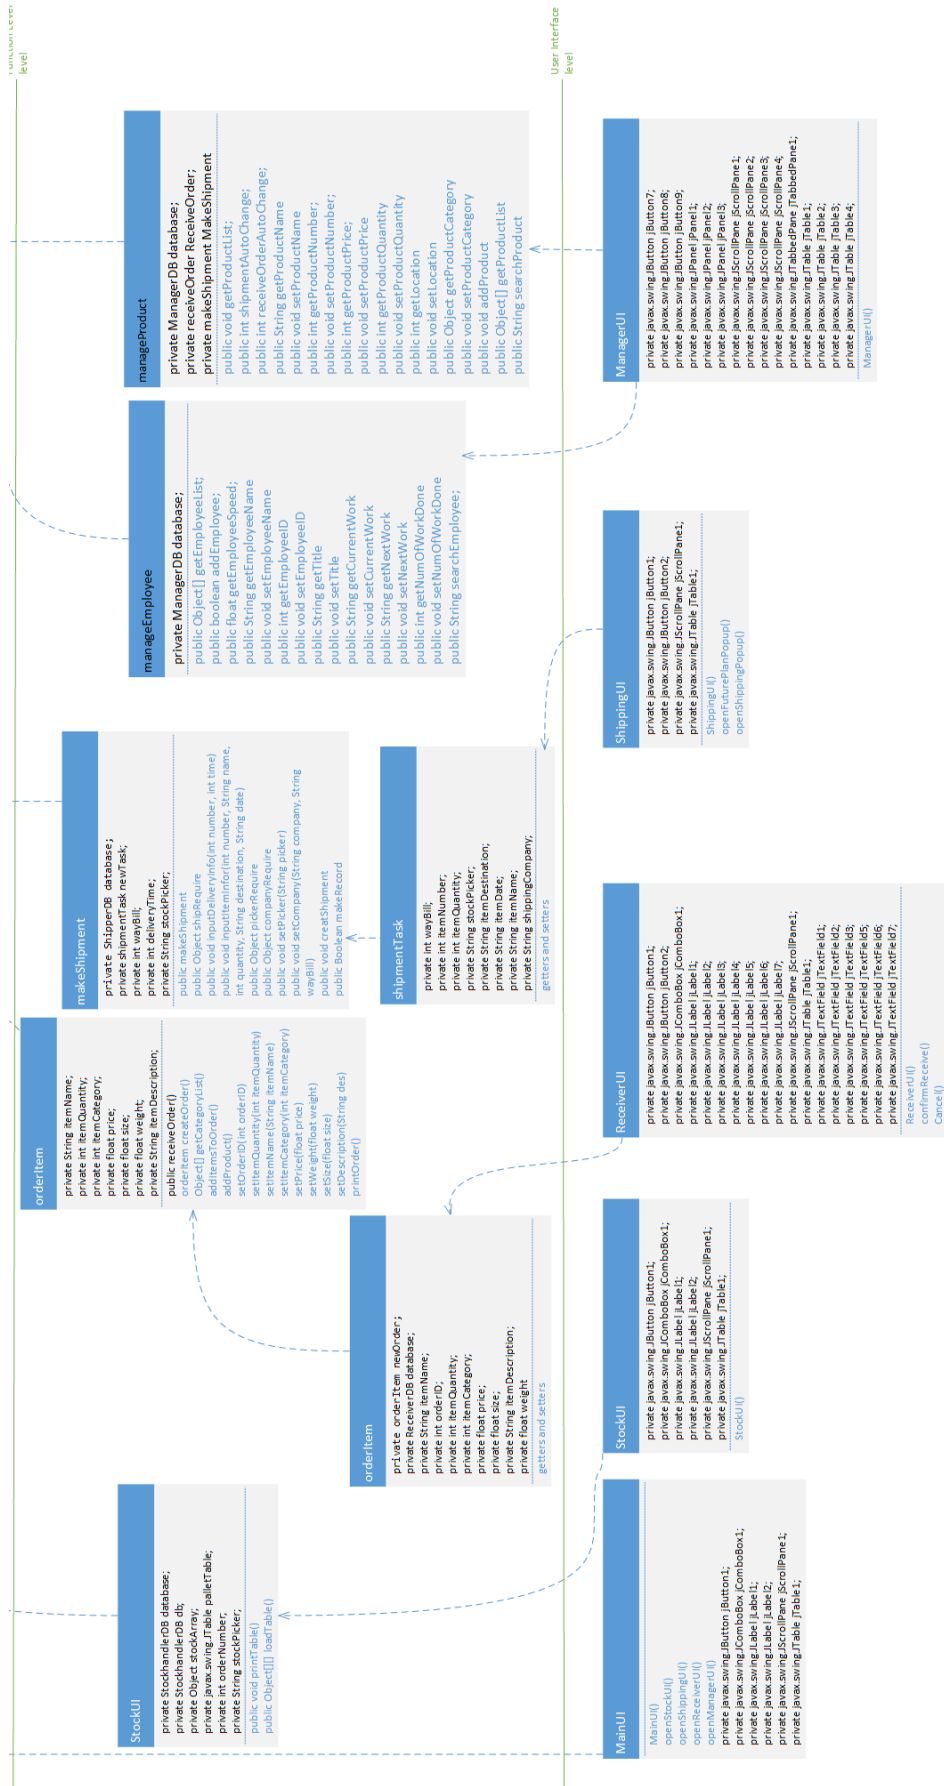 level
manageProduct
private ManagerDB database;
private receiveOrder ReceiveOrder;
private makeShipment MakeShipment
public void getProductList;
public int shipmentAutoChange;
public int receiveOrderAutoChange;
public String getProductName
public void setProductName
public int getProductNumber;
public void setProductNumber;
public int getProductPrice;
public void setProductPrice
public int getProductQuantity
public void setProductQuantity
public int getLocation
public void setLocation
public Object getProductCategory
public void setProductCategory
public void addProduct
public Object[] getProductList
public String searchProduct
manageEmployee
private ManagerDB database;
public Object[] getEmployeeList;
public boolean addEmployee;
public float getEmployeeSpeed;
public String getEmployeeName
public void setEmployeeName
public int getEmployeeID
public void setEmployeeID
public String getTitle
public void setTitle
public String getCurrentWork
public void setCurrentWork
public String getNextWork
public void setNextWork
public int getNumOfWorkDone
public void setNumOfWorkDone
public String searchEmployee;
makeShipment
private ShipperDB database;
private shipmentTask newTask;
private int wayBill;
private int deliveryTime;
private String stockPicker;
public makeShipment
public Object shipRequire
public void inputDeliveryInfo(int number, int time)
public void inputItemInfor(int number, String name,
int quantity, String destination, String date)
public Object pickerRequire
public Object companyRequire
public void setPicker(String picker)
public void setCompany(String company, String
wayBill)
public void creatShipment
public Boolean makeRecord
orderItem
private String itemName;
private int itemQuantity;
private int itemCategory;
private float price;
private float size;
private float weight;
private String itemDescription;
public receiveOrder()
orderItem createOrder()
Object[] getCategoryList()
addItemsToOrder()
addProduct()
setOrderID(int orderID)
setItemQuantity(int itemQuantity)
setItemName(String itemName)
setItemCategory(int itemCategory)
setPrice(float price)
setWeight(float weight)
setSize(float size)
setDescription(String des)
printOrder()
shipmentTask
private int wayBill;
private int itemNumber;
private int itemQuantity;
private String stockPicker;
private String itemDestination;
private String itemDate;
private String itemName;
private String shippingCompany;
getters and setters
orderItem
private orderItem newOrder;
private ReceiverDB database;
private String itemName;
private int orderID;
private int itemQuantity;
private int itemCategory;
private float price;
private float size;
private String itemDescription;
private float weight
getters and setters
StockUI
private StockhandlerDB database;
private StockhandlerDB db;
private Object stockArray;
private javax.swing.JTable palletTable;
private int orderNumber;
private String stockPicker;
public void printTable()
public Object[][] loadTable()
User Interface
level
ManagerUI
private javax.swing.JButton jButton7;
private javax.swing.JButton jButton8;
private javax.swing.JButton jButton9;
private javax.swing.JPanel jPanel1;
private javax.swing.JPanel jPanel2;
private javax.swing.JPanel jPanel3;
private javax.swing.JScrollPane jScrollPane1;
private javax.swing.JScrollPane jScrollPane2;
private javax.swing.JScrollPane jScrollPane3;
private javax.swing.JScrollPane jScrollPane4;
private javax.swing.JTabbedPane jTabbedPane1;
private javax.swing.JTable jTable1;
private javax.swing.JTable jTable2;
private javax.swing.JTable jTable3;
private javax.swing.JTable jTable4;
ManagerUI()
ShippingUI
private javax.swing.JButton jButton1;
private javax.swing.JButton jButton2;
private javax.swing.JScrollPane jScrollPane1;
private javax.swing.JTable jTable1;
ShippingUI()
openFuturePlanPopup()
openShippingPopup()
ReceiverUI
private javax.swing.JButton jButton1;
private javax.swing.JButton jButton2;
private javax.swing.JComboBox jComboBox1;
private javax.swing.JLabel jLabel1;
private javax.swing.JLabel jLabel2;
private javax.swing.JLabel jLabel3;
private javax.swing.JLabel jLabel4;
private javax.swing.JLabel jLabel5;
private javax.swing.JLabel jLabel6;
private javax.swing.JLabel jLabel7;
private javax.swing.JScrollPane jScrollPane1;
private javax.swing.JTable jTable1;
private javax.swing.JTextField jTextField1;
private javax.swing.JTextField jTextField2;
private javax.swing.JTextField jTextField3;
private javax.swing.JTextField jTextField5;
private javax.swing.JTextField jTextField6;
private javax.swing.JTextField jTextField7;
ReceiverUI()
confirmReceive()
Cancel()
StockUI
private javax.swing.JButton jButton1;
private javax.swing.JComboBox jComboBox1;
private javax.swing.JLabel jLabel1;
private javax.swing.JLabel jLabel2;
private javax.swing.JScrollPane jScrollPane1;
private javax.swing.JTable jTable1;
StockUI()
MainUI
MainUI()
openStockUI()
openShippingUI()
openReceiverUI()
openManagerUI()
private javax.swing.JButton jButton1;
private javax.swing.JComboBox jComboBox1;
private javax.swing.JLabel jLabel1;
private javax.swing.JLabel jLabel2;
private javax.swing.JScrollPane jScrollPane1;
private javax.swing.JTable jTable1;